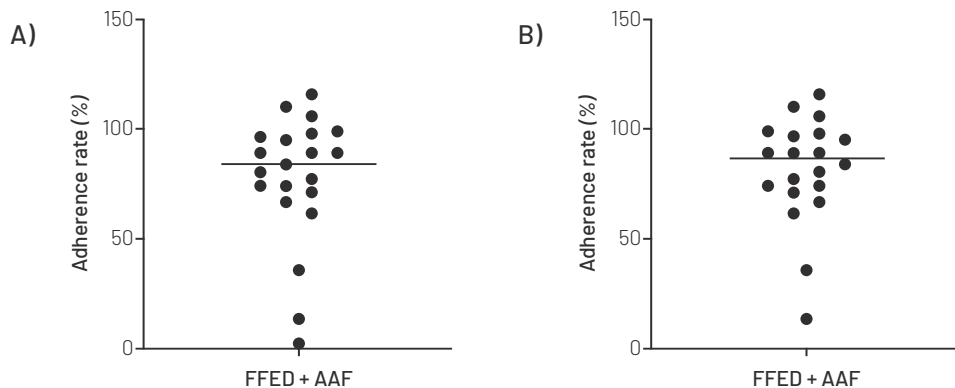 A)
Adherence rate (%)
150
100
50
0
FFED + AAF
B)
Adherence rate (%)
150
100
50
0
FFED + AAF